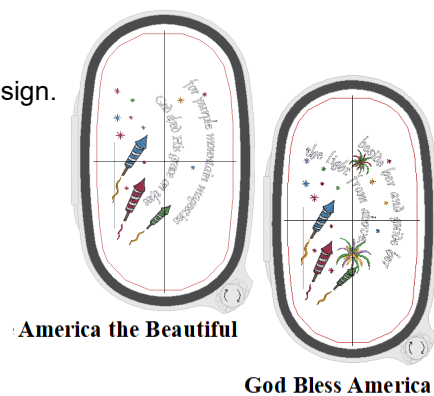 sign.
for purple mountain majesties
God shed His grace on thee
America the Beautiful
beside her and guide her
the light from above
God Bless America